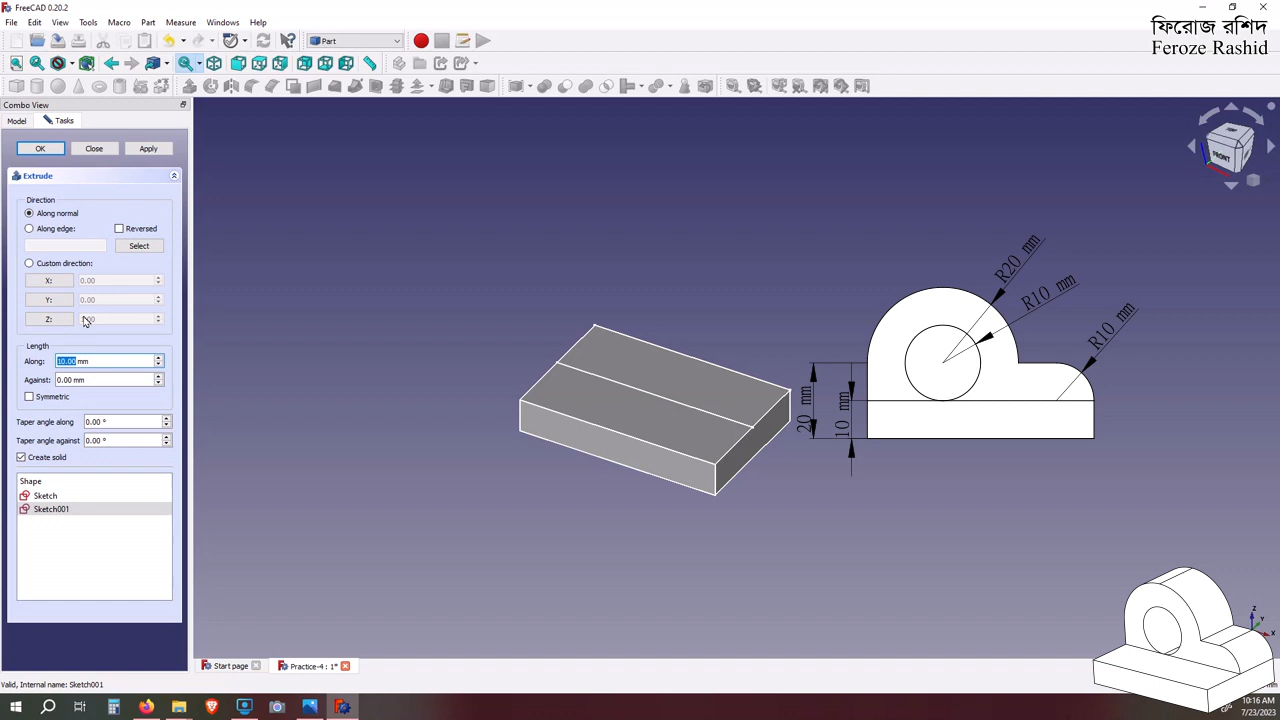 FreeCAD 0.20.2
File Edit View Tools Macro Part Measure Windows Help
Part
ফিরোজ রশিদ
Feroze Rashid
Combo View
Model Tasks
OK Close Apply
Extrude
Direction
Along normal
Along edge: Reversed
Select
Custom direction:
X: 0.00
Y: 0.00
Z:
Length
Along: 10.00 mm
Against: 0.00 mm
Symmetric
Taper angle along 0.00 °
Taper angle against 0.00 °
Create solid
Shape
Sketch
Sketch001
FRONT
R20 mm
R10 mm
R10 mm
20 mm
10 mm
Z
Y
X
Start page Practice-4 : 1*
Valid, Internal name: Sketch001
10:16 AM
7/23/2023